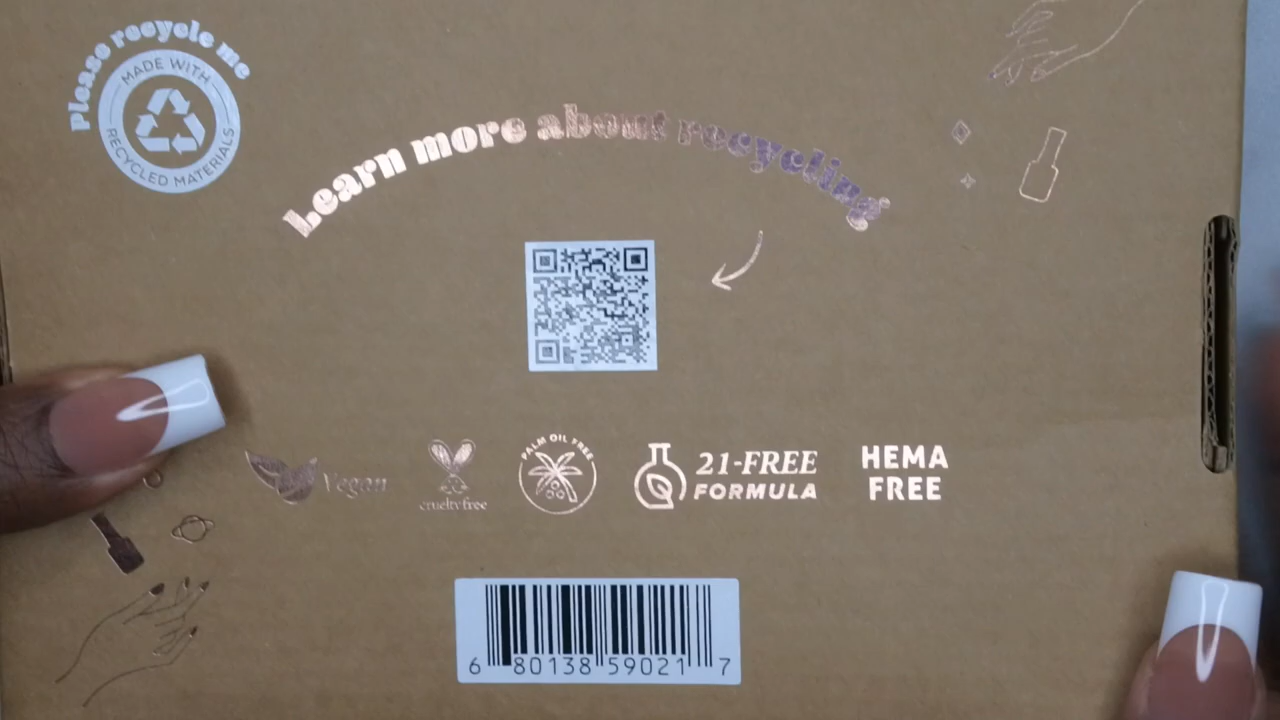 Please recycle me
MADE WITH
RECYCLED MATERIALS
Learn more about recycling
Vegan
crueltyfree
PALM OIL FREE
21-FREE
FORMULA
HEMA
FREE
6 80138 59021 7